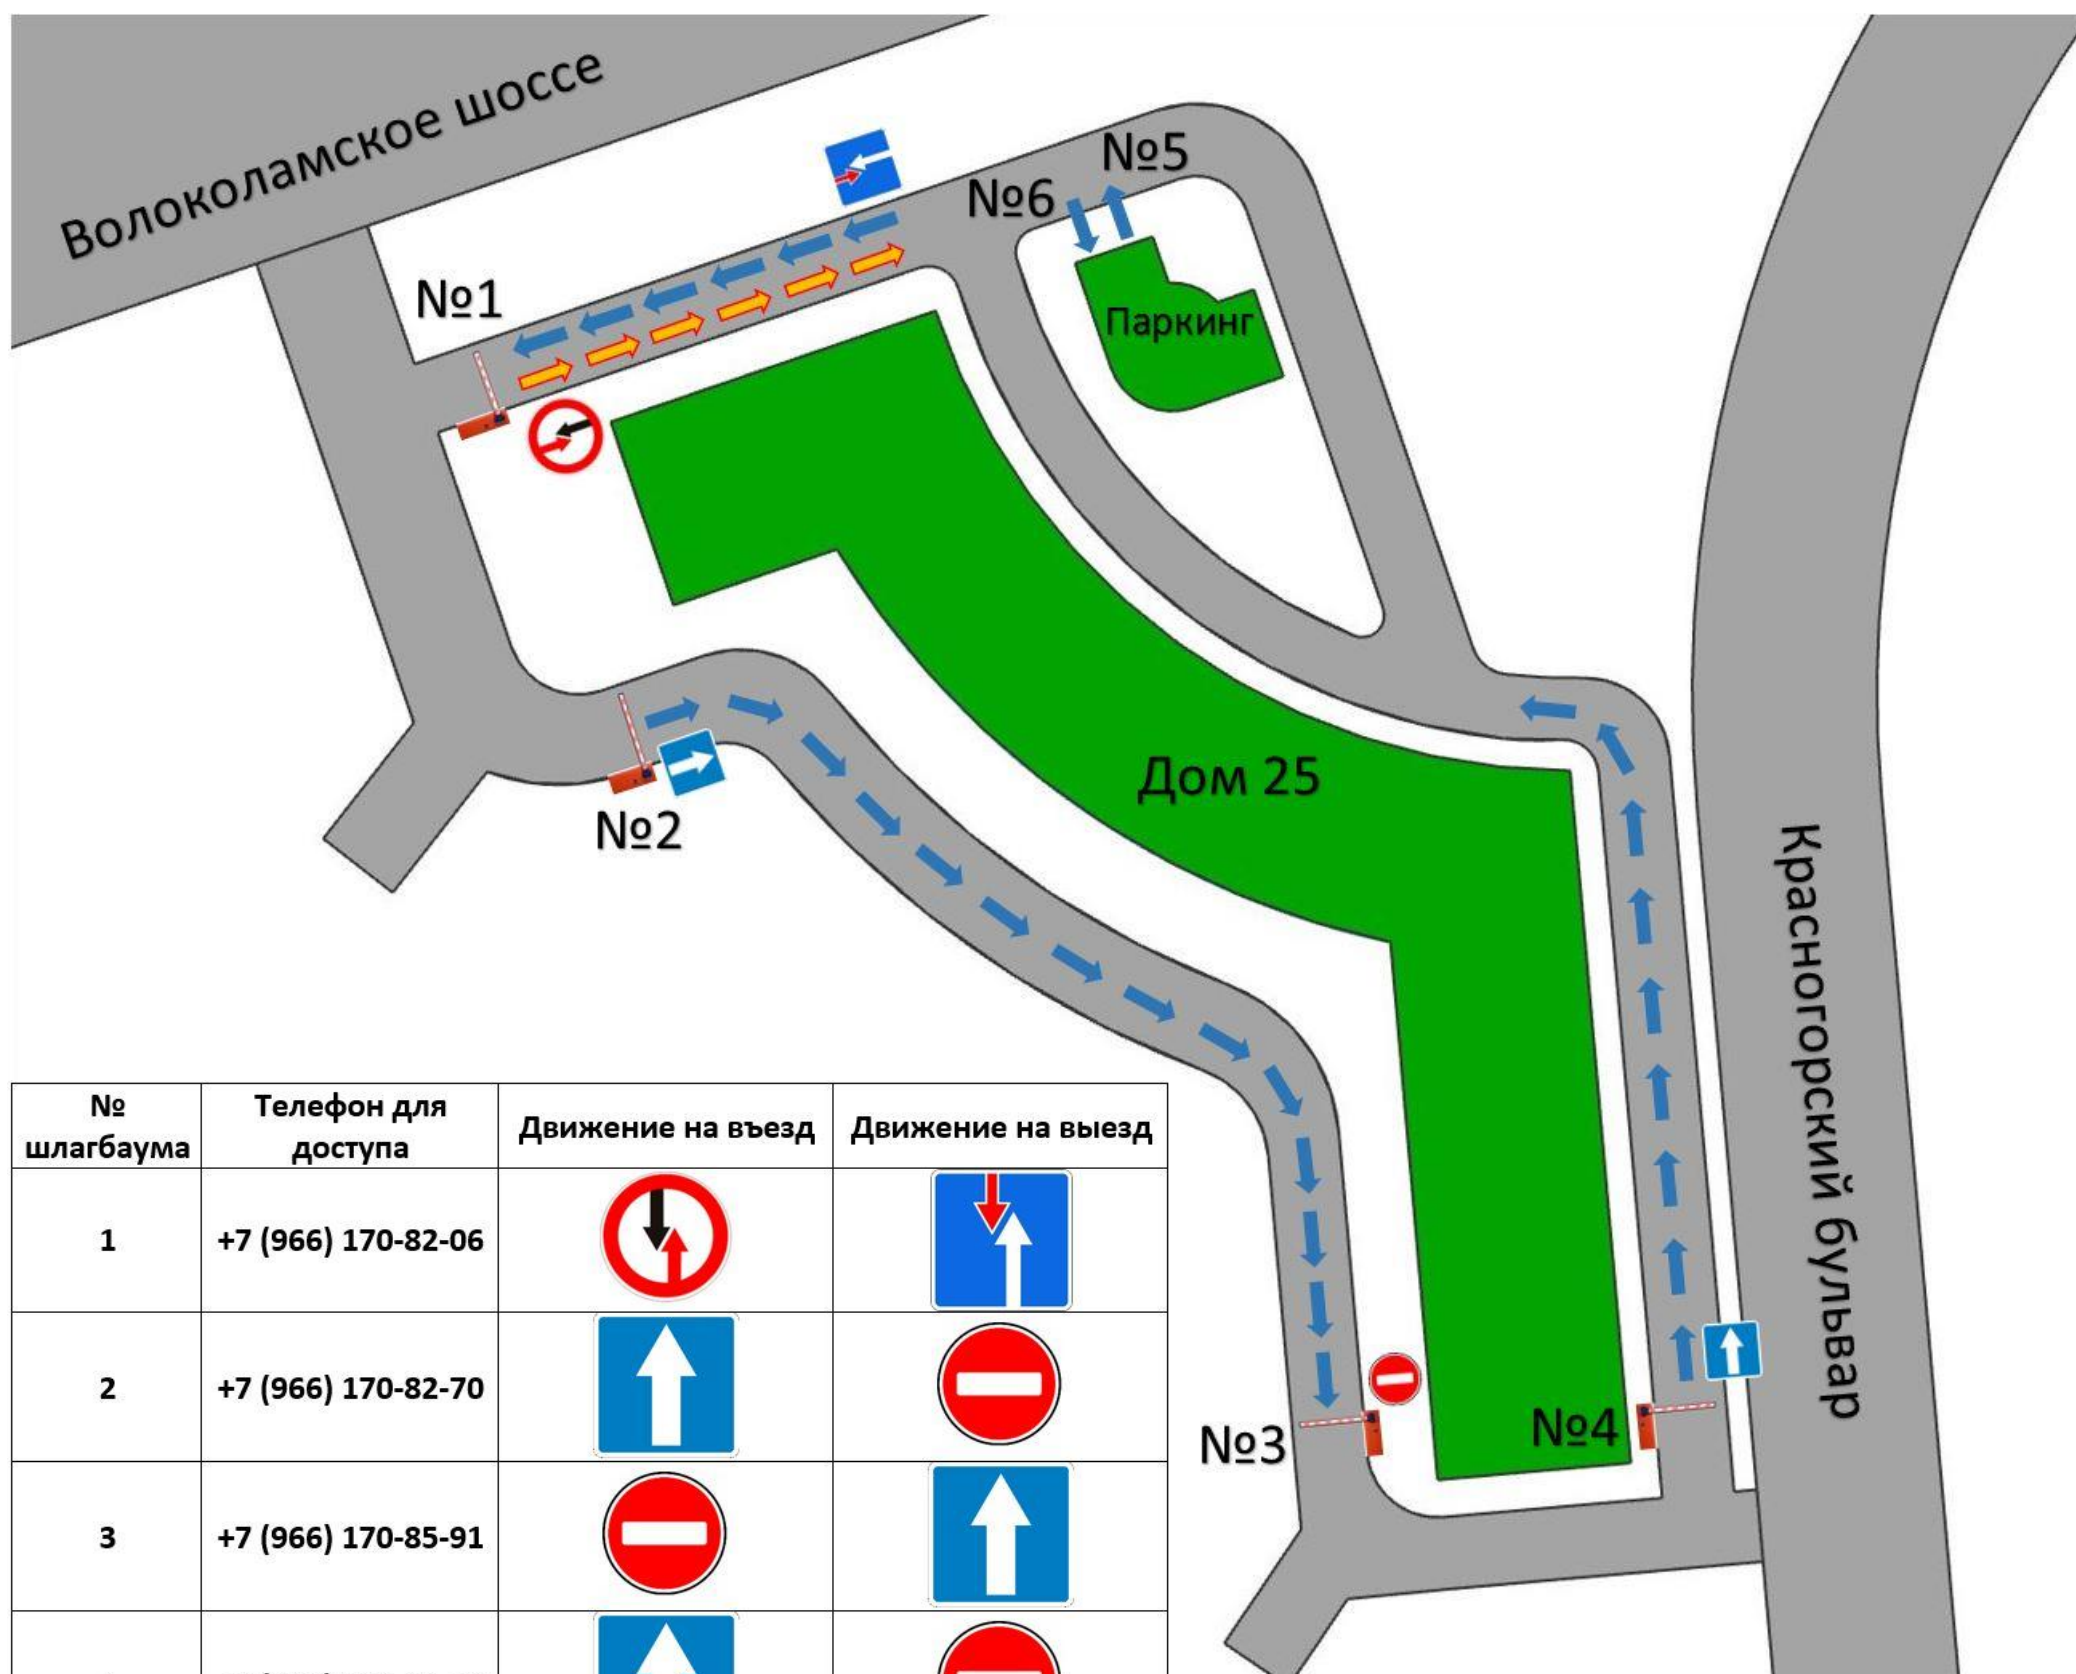 Волоколамское шоссе
№5
№6
№1
Паркинг
Дом 25
№2
Красногорский бульвар
№3
№4
№ шлагбаума
Телефон для доступа
Движение на въезд
Движение на выезд
1
+7 (966) 170-82-06
2
+7 (966) 170-82-70
3
+7 (966) 170-85-91